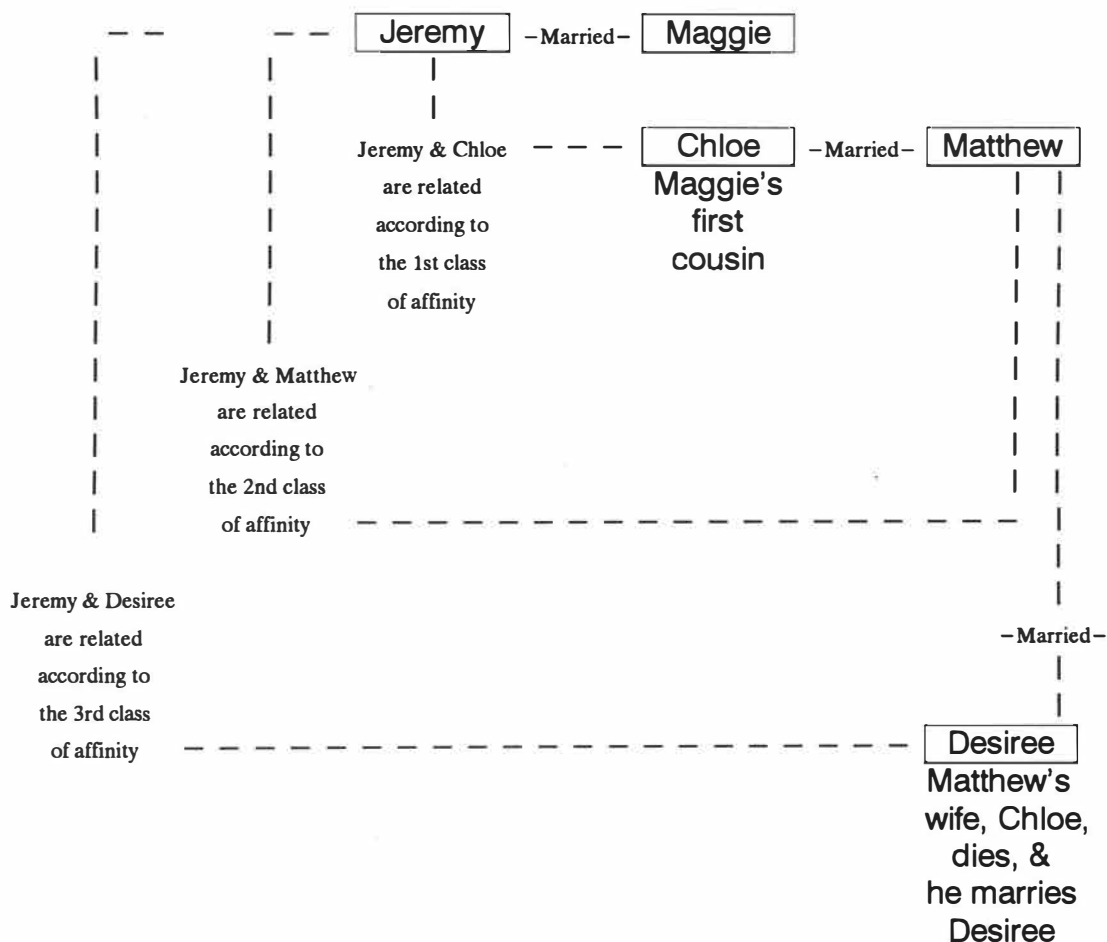 Jeremy –Married– Maggie
Jeremy & Chloe
are related
according to
the 1st class
of affinity
Chloe –Married– Matthew
Maggie's
first
cousin
Jeremy & Matthew
are related
according to
the 2nd class
of affinity
Jeremy & Desiree
are related
according to
the 3rd class
of affinity
–Married–
Desiree
Matthew's
wife, Chloe,
dies, &
he marries
Desiree